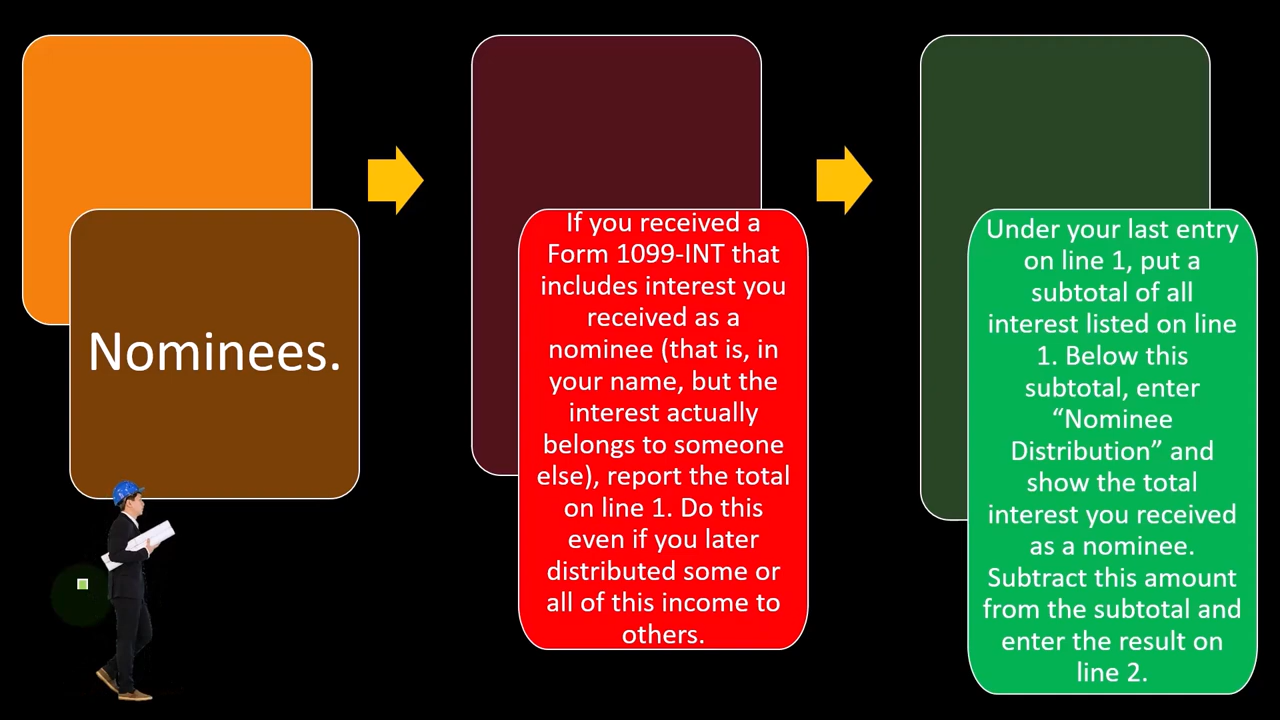 Nominees.
If you received a
Form 1099-INT that
includes interest you
received as a
nominee (that is, in
your name, but the
interest actually
belongs to someone
else), report the total
on line 1. Do this
even if you later
distributed some or
all of this income to
others.
Under your last entry
on line 1, put a
subtotal of all
interest listed on line
1. Below this
subtotal, enter
“Nominee
Distribution” and
show the total
interest you received
as a nominee.
Subtract this amount
from the subtotal and
enter the result on
line 2.